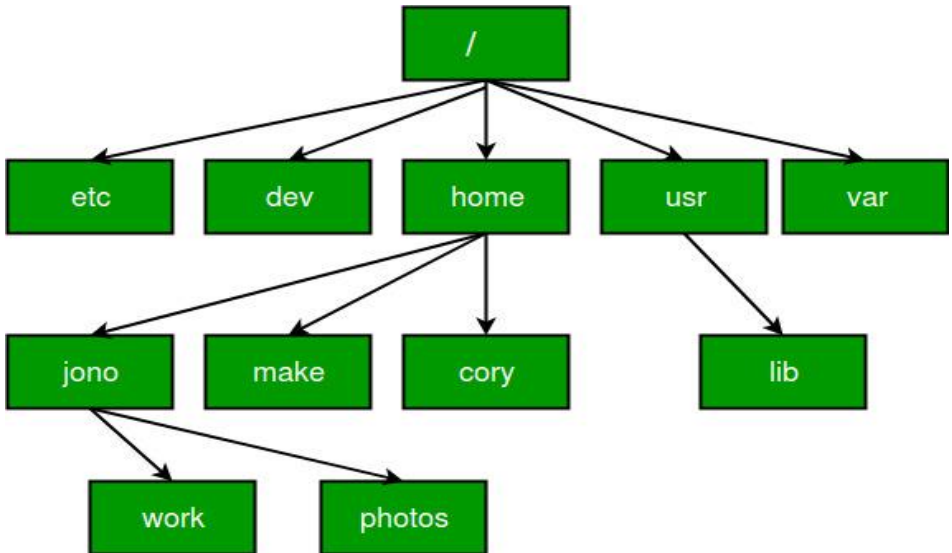 /
etc
dev
home
usr
var
jono
make
cory
lib
work
photos